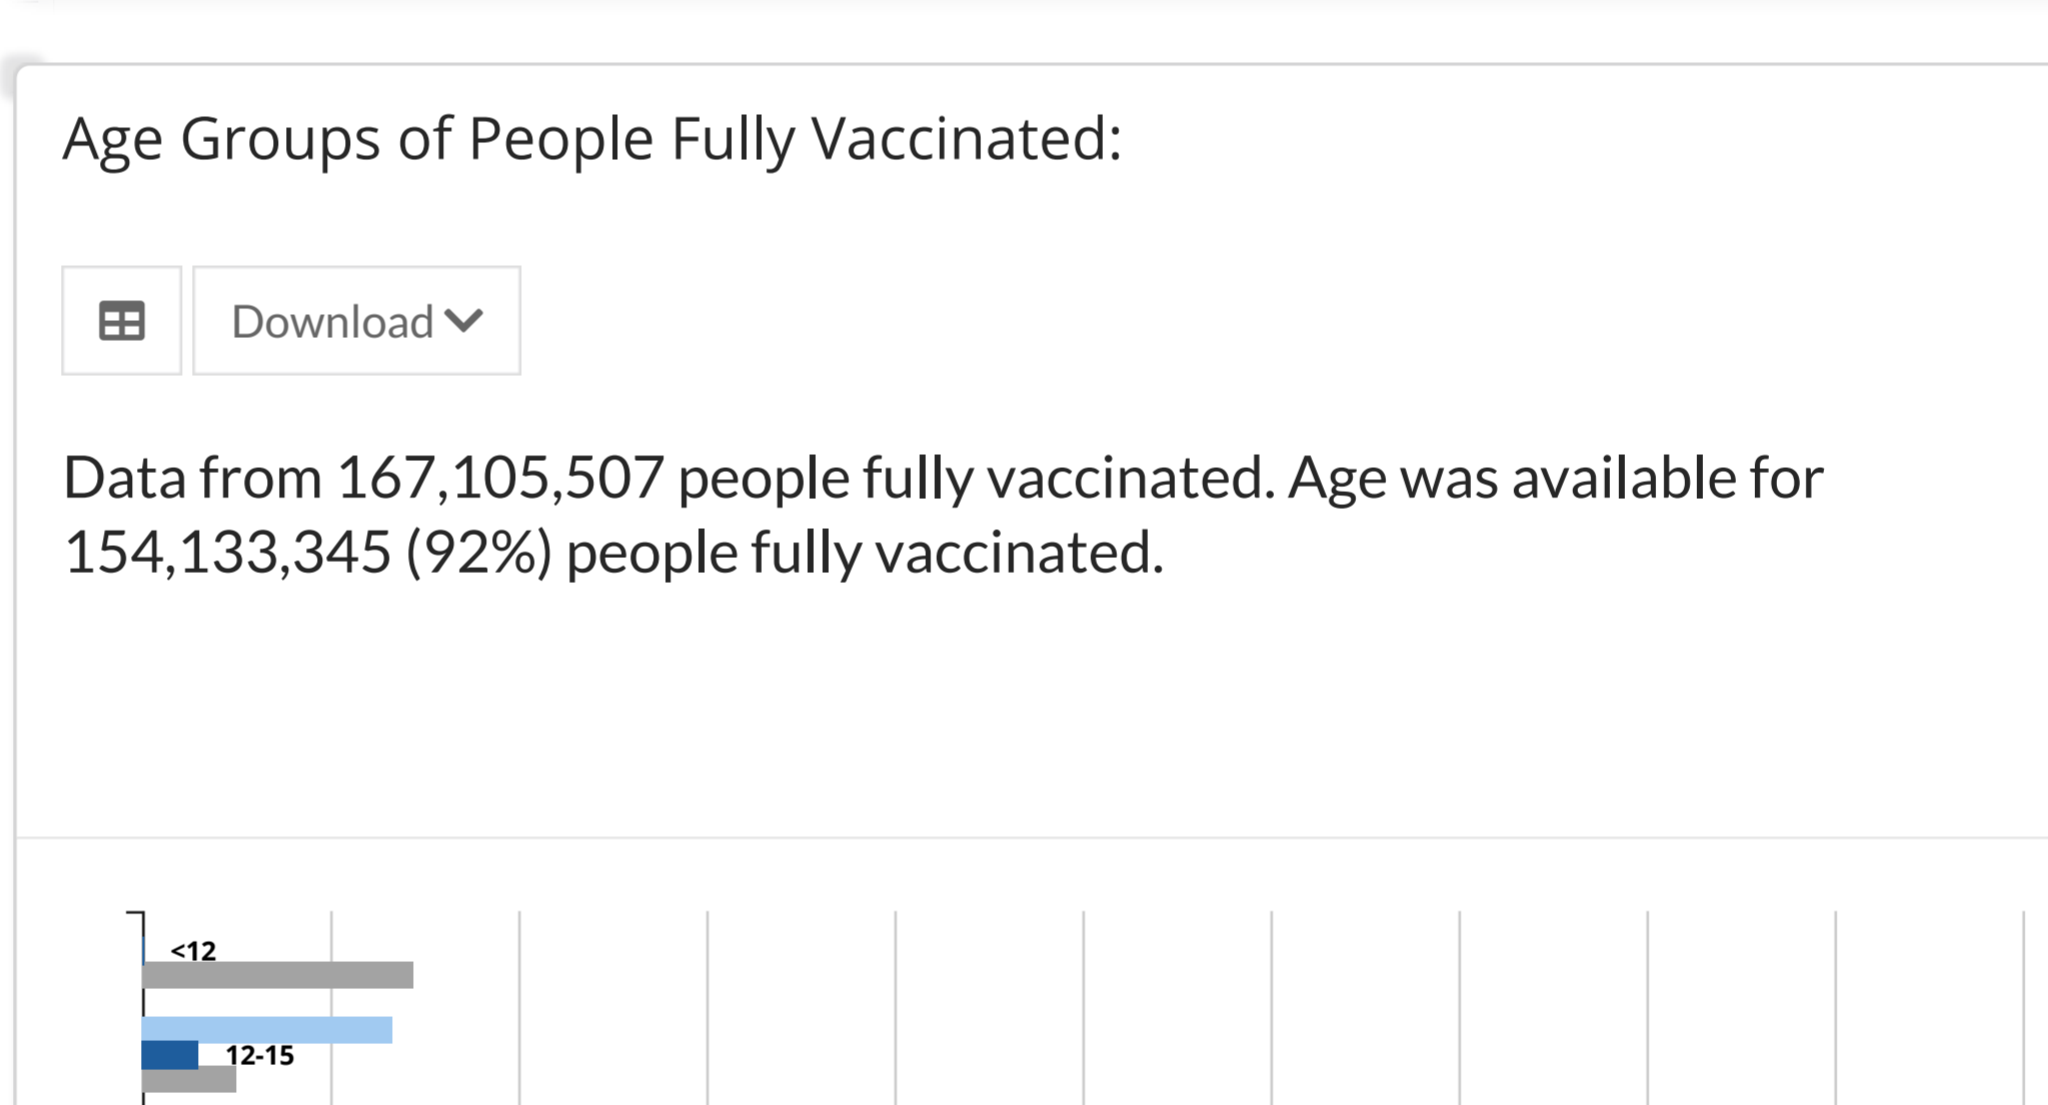 Age Groups of People Fully Vaccinated:
Download
Data from 167,105,507 people fully vaccinated. Age was available for
154,133,345 (92%) people fully vaccinated.
<12
12-15